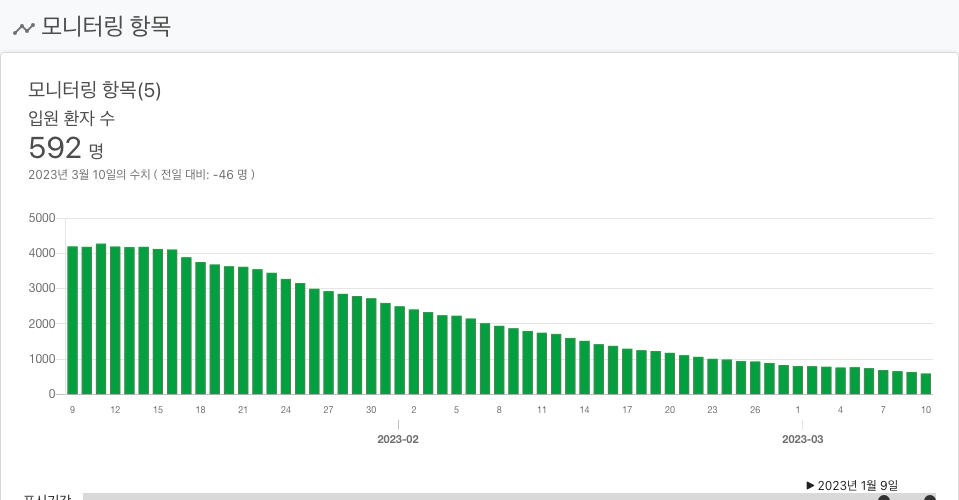 모니터링 항목
모니터링 항목(5)
입원 환자 수
592 명
2023년 3월 10일의 수치 ( 전일 대비: -46 명 )
5000
4000
3000
2000
1000
0
9 12 15 18 21 24 27 30 2 5 8 11 14 17 20 23 26 1 4 7 10
2023-02 2023-03
▶ 2023년 1월 9일
표시기간